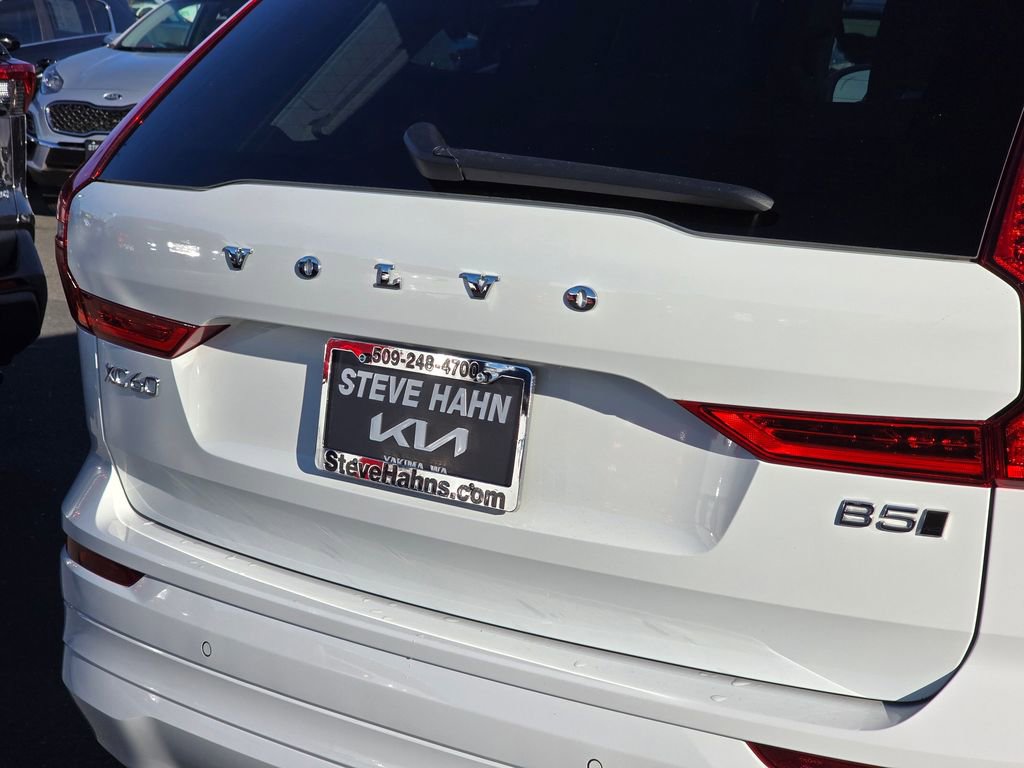 VOLVO
XC60
509-248-4700
STEVE HAHN
KIA
YAKIMA, WA
SteveHahns.com
B5